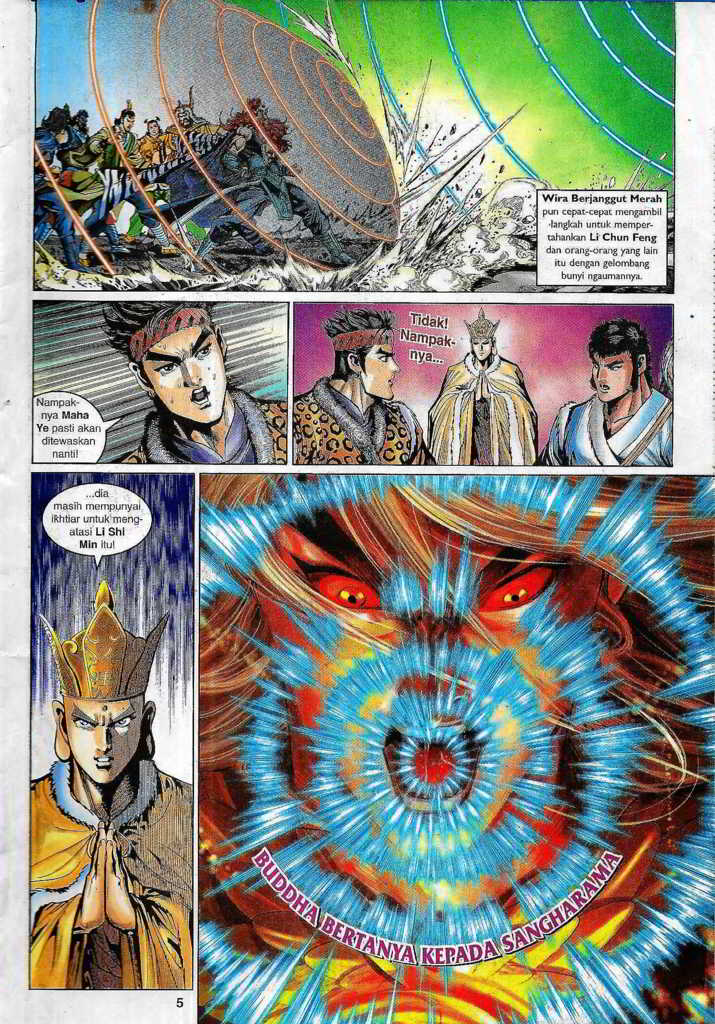 Wira Berjanggut Merah
pun cepat-cepat mengambil
langkah untuk memper-
tahankan Li Chun Feng
dan orang-orang yang lain
itu dengan gelombang
bunyi ngaumannya.
Nampak-
nya Maha
Ye pasti akan
ditewaskan
nanti!
Tidak!
Nampak-
nya...
...dia
masih mempunyai
ikhtiar untuk meng-
atasi Li Shi
Min itu!
BUDDHA BERTANYA KEPADA SANGHARAMA
5